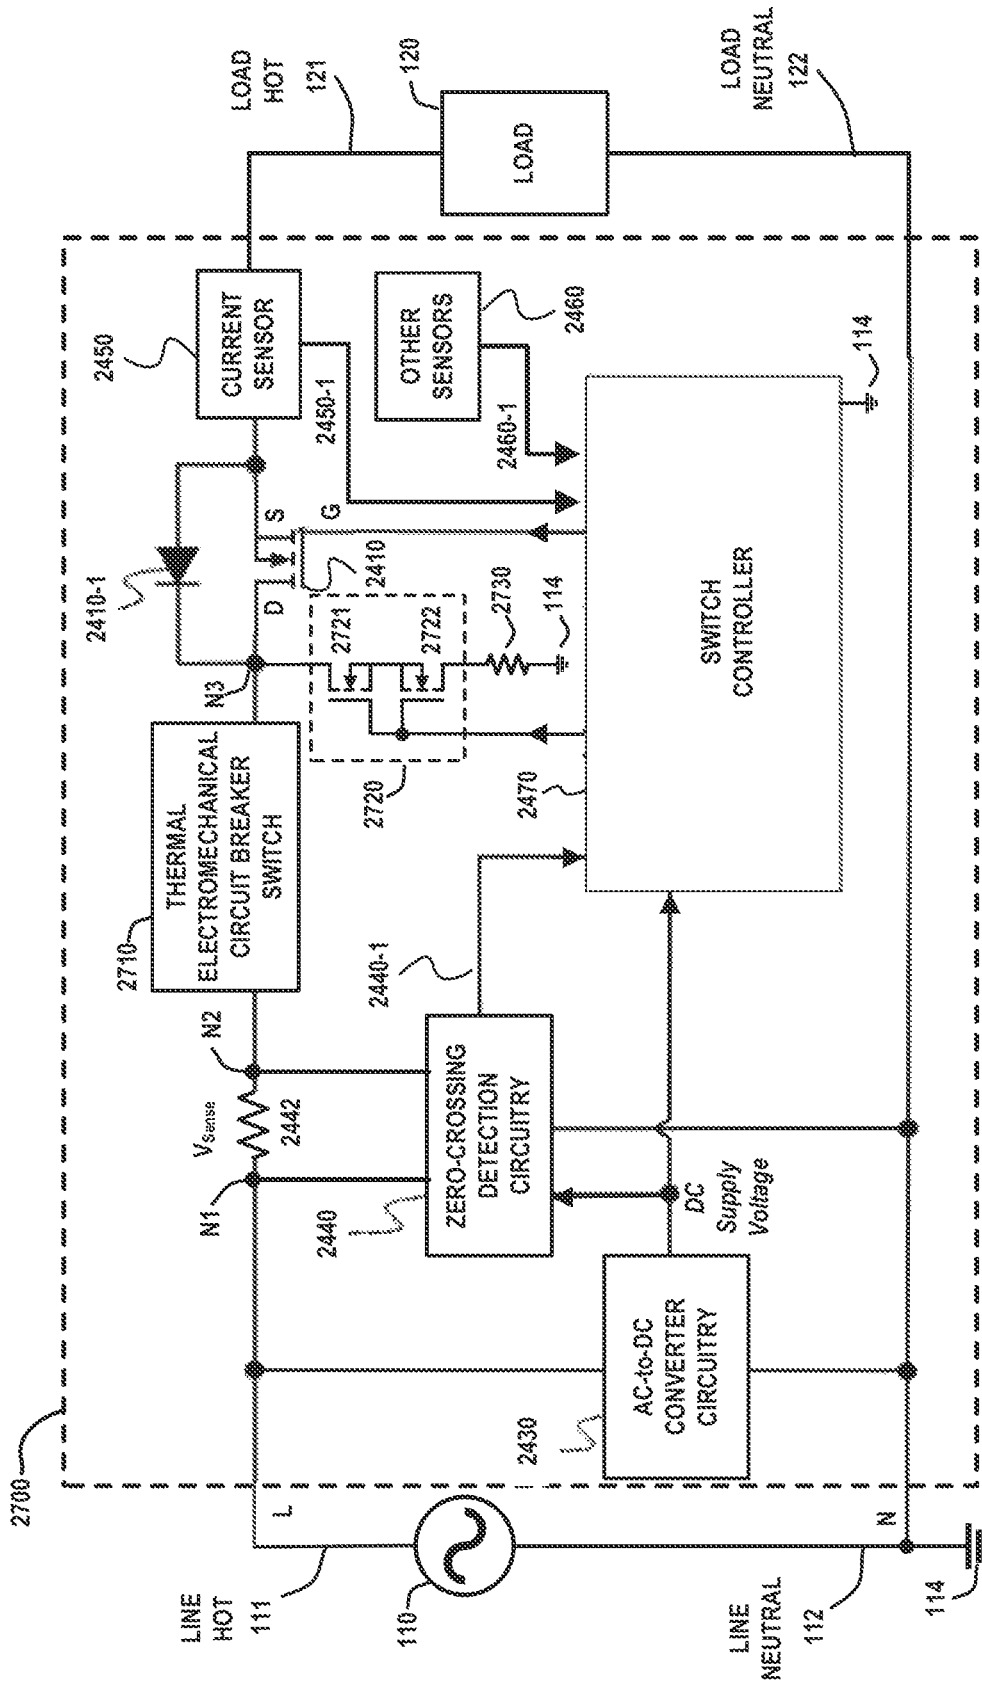 2700
LINE
HOT
111
L
110
LINE
NEUTRAL
112
N
114
N1
VSense
N2
2442
2710
THERMAL
ELECTROMECHANICAL
CIRCUIT BREAKER
SWITCH
N3
2410-1
D
S
G
2410
2450
CURRENT
SENSOR
2450-1
LOAD
HOT
121
120
LOAD
LOAD
NEUTRAL
122
OTHER
SENSORS
2460
2460-1
2721
2722
2720
2730
114
2440
ZERO-CROSSING
DETECTION
CIRCUITRY
2440-1
2470
SWITCH
CONTROLLER
114
2430
AC-to-DC
CONVERTER
CIRCUITRY
DC
Supply
Voltage